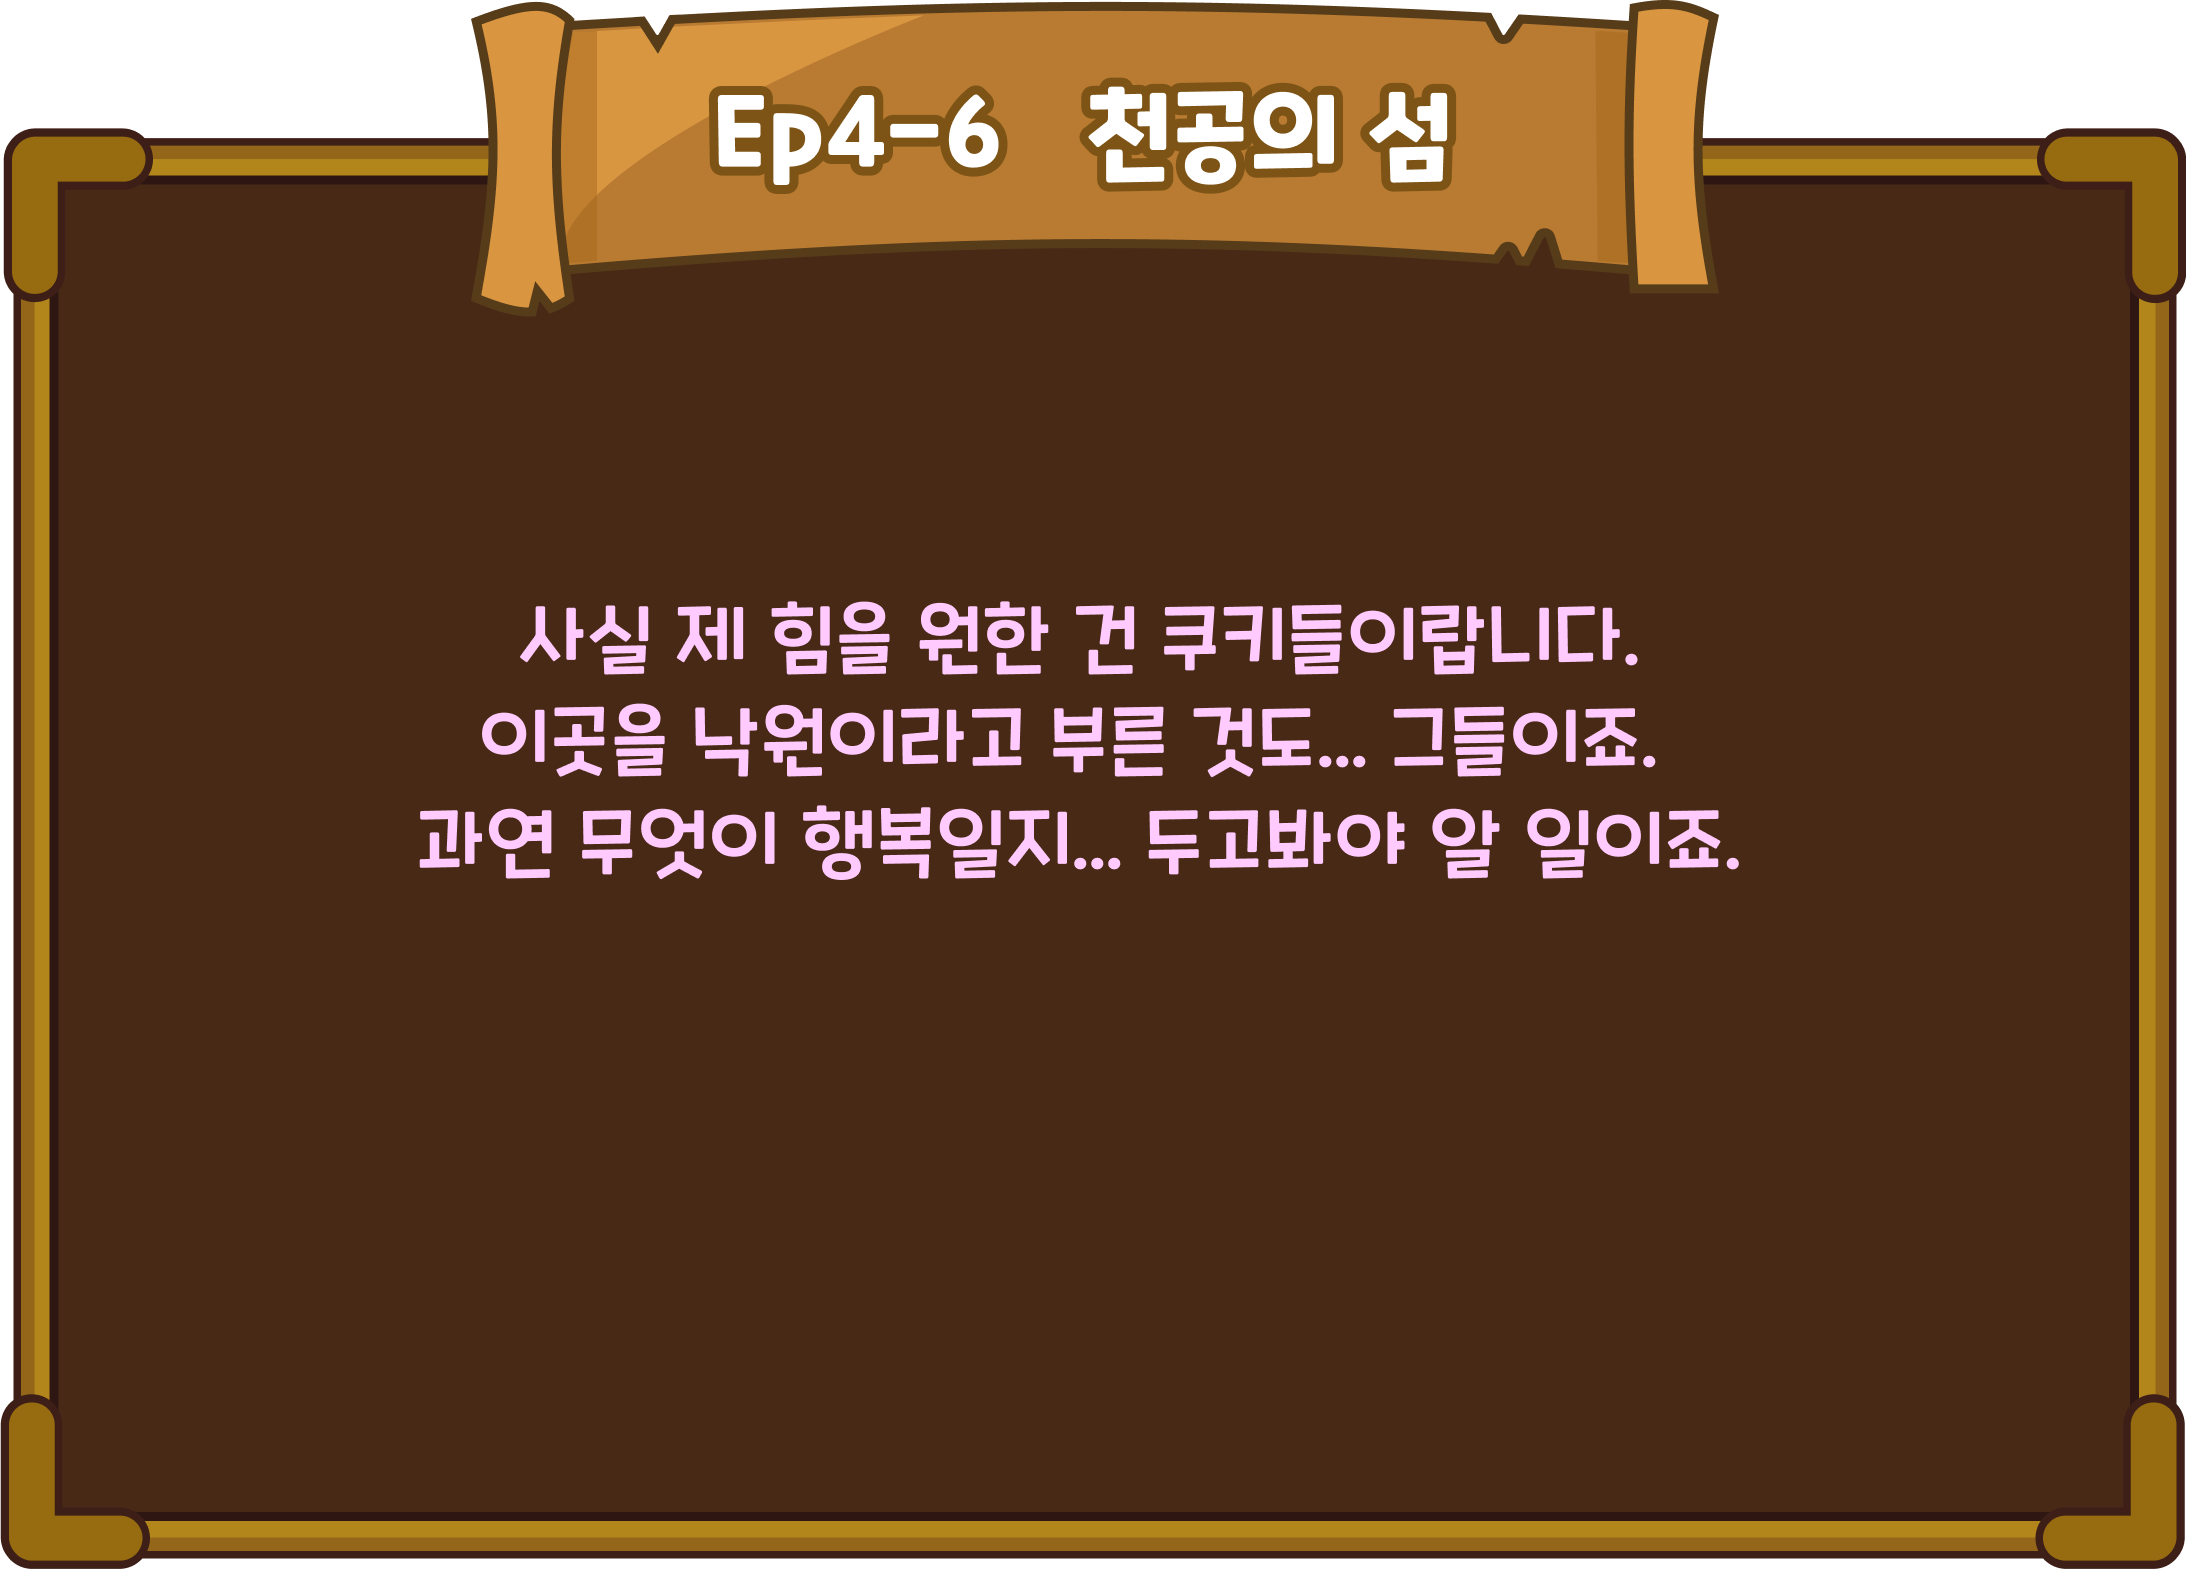 Ep4-6 천공의 섬
사실 제 힘을 원한 건 쿠키들이랍니다.
이곳을 낙원이라고 부른 것도... 그들이죠.
과연 무엇이 행복일지... 두고봐야 알 일이죠.